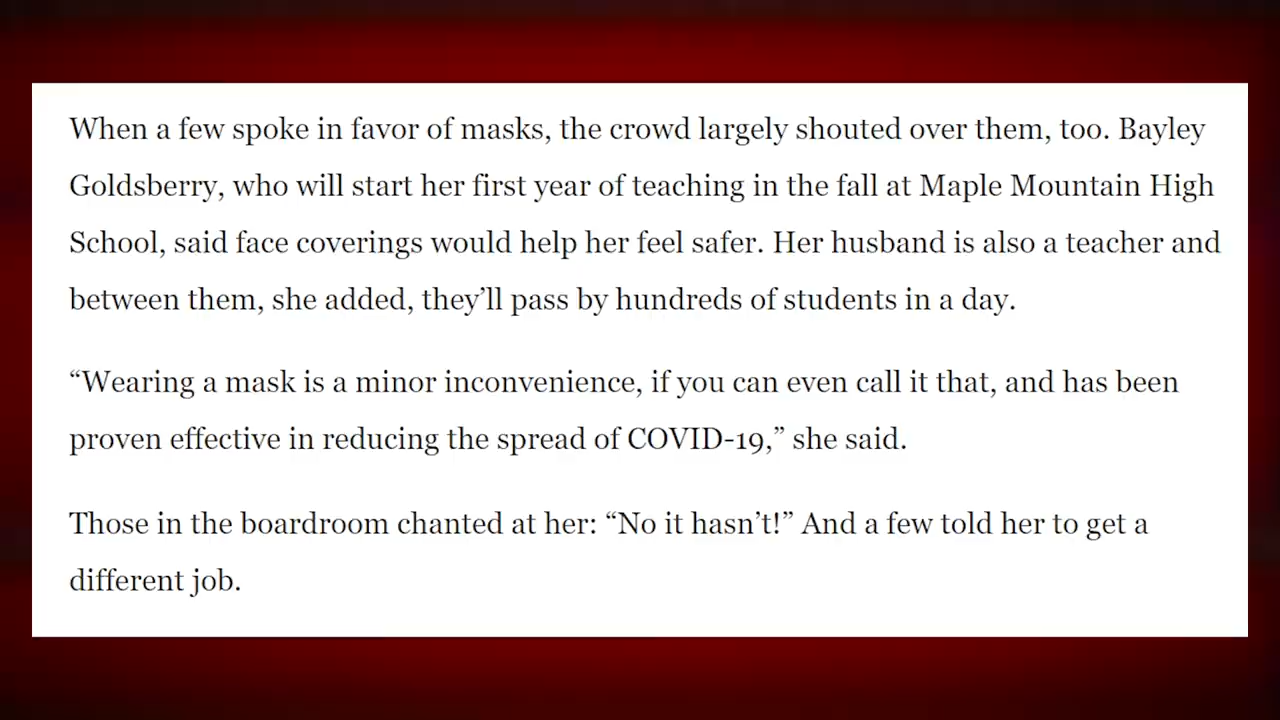 When a few spoke in favor of masks, the crowd largely shouted over them, too. Bayley
Goldsberry, who will start her first year of teaching in the fall at Maple Mountain High
School, said face coverings would help her feel safer. Her husband is also a teacher and
between them, she added, they’ll pass by hundreds of students in a day.
“Wearing a mask is a minor inconvenience, if you can even call it that, and has been
proven effective in reducing the spread of COVID-19,” she said.
Those in the boardroom chanted at her: “No it hasn’t!” And a few told her to get a
different job.